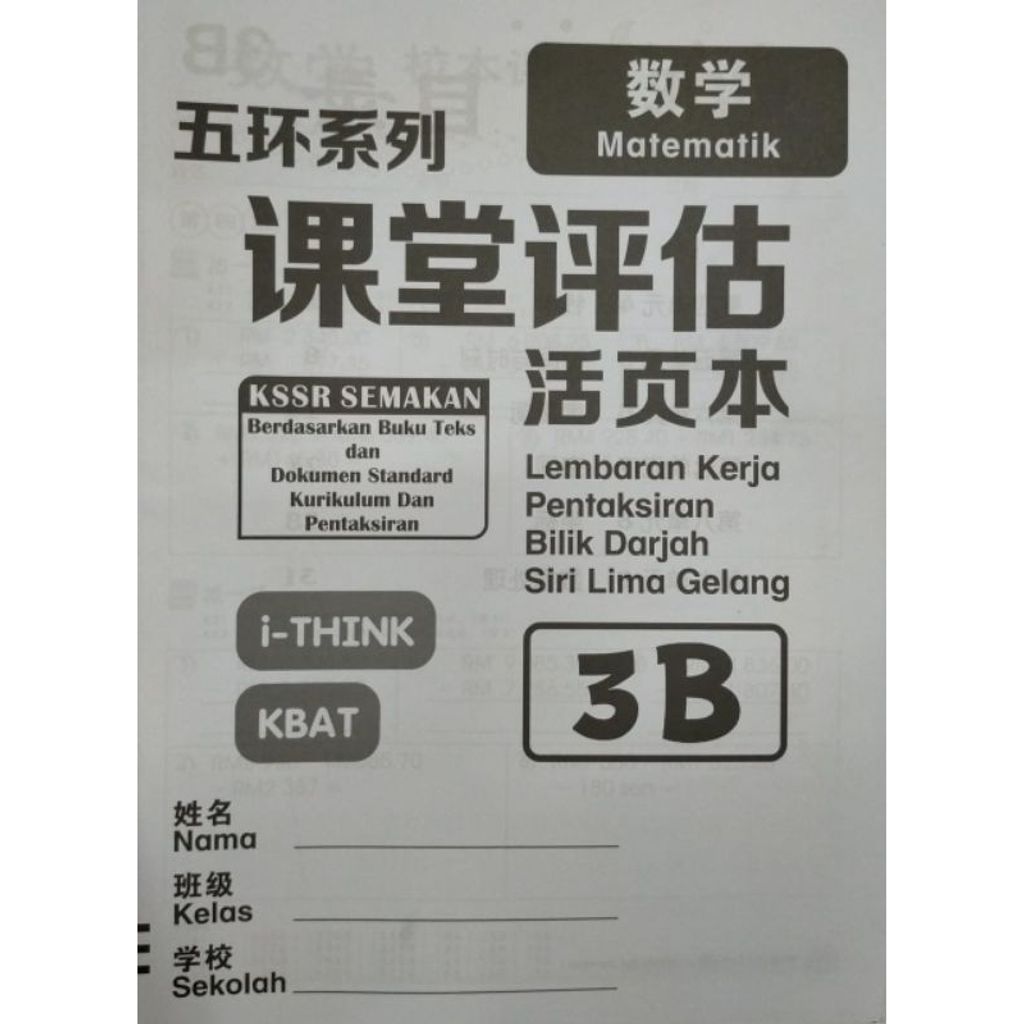 数学
Matematik
五环系列
课堂评估
活页本
KSSR SEMAKAN
Berdasarkan Buku Teks
dan
Dokumen Standard
Kurikulum Dan
Pentaksiran
Lembaran Kerja
Pentaksiran
Bilik Darjah
Siri Lima Gelang
i-THINK
KBAT
3B
姓名
Nama
班级
Kelas
学校
Sekolah